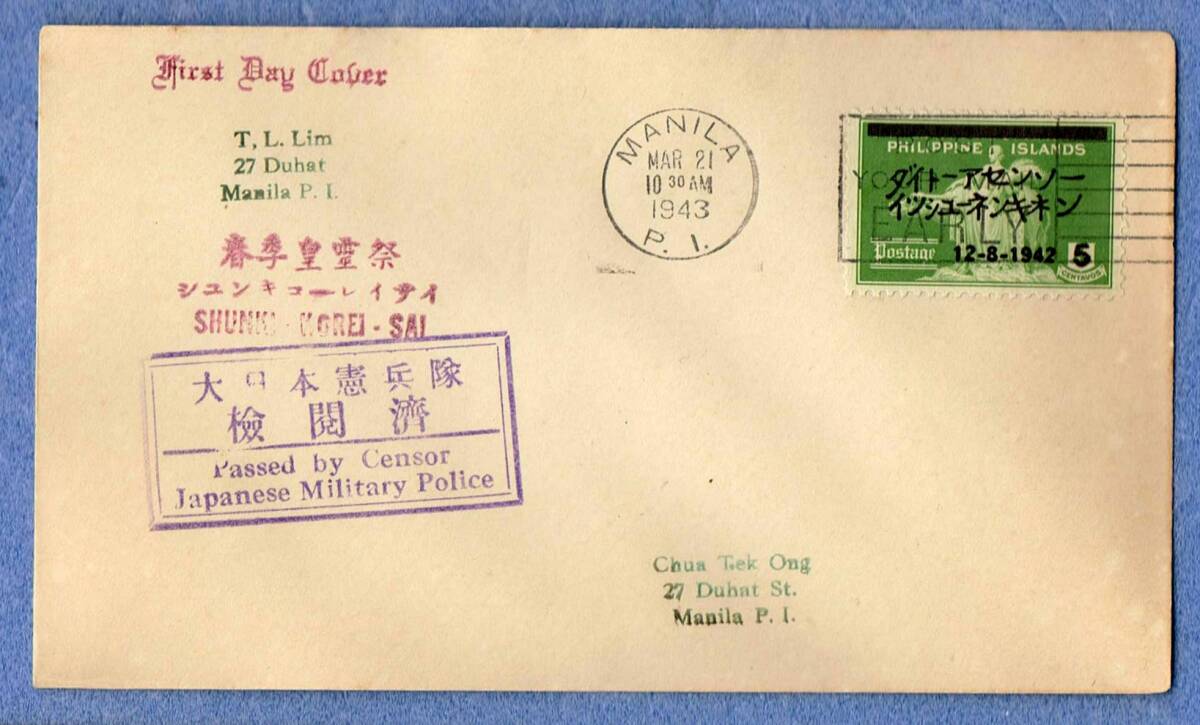 First Day Cover
T, L. Lim
27 Duhat
Manila P. I.
春季皇霊祭
シユンキコーレイサイ
SHUNKI - KOREI - SAI
大日本憲兵隊
檢閲濟
Passed by Censor
Japanese Military Police
MANILA
MAR 21
10 30 AM
1943
P. I.
PHILIPPINE ISLANDS
ダイトーアセンソー
イツシユーネンキネン
EARLY
Postage
12-8-1942
5
CENTAVOS
Chua Tek Ong
27 Duhat St.
Manila P. I.